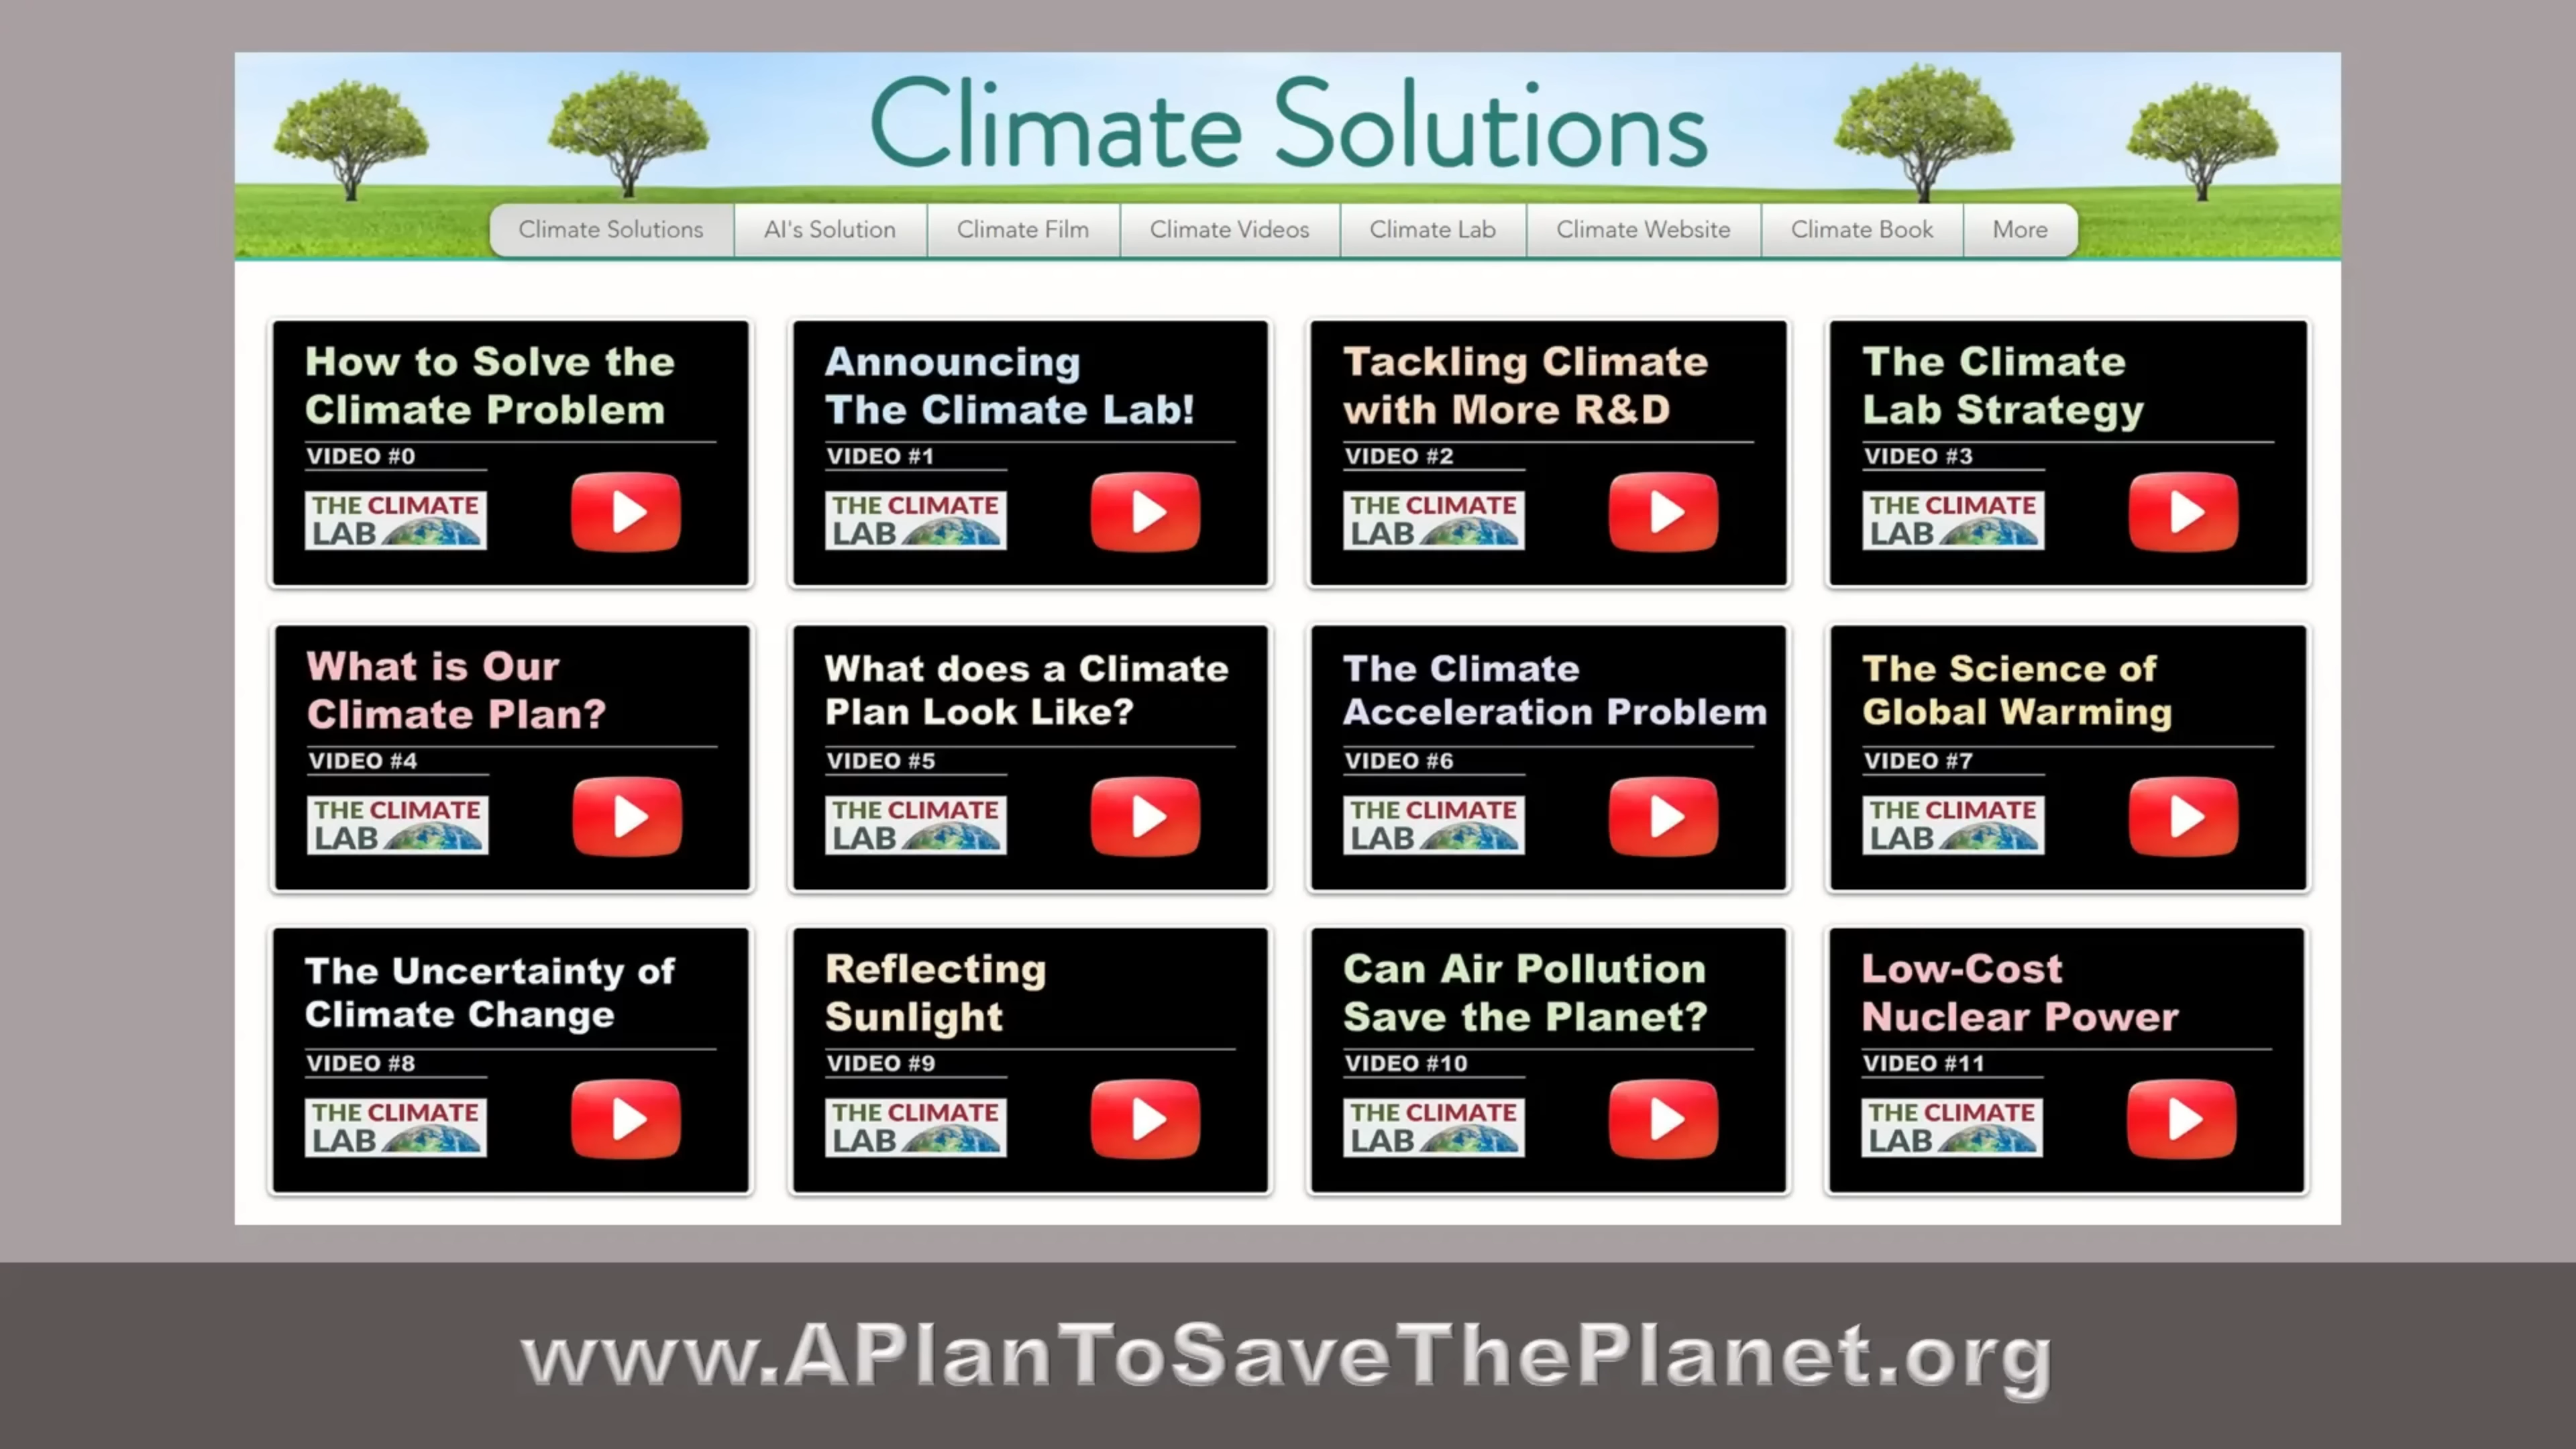 Climate Solutions
Climate Solutions
AI's Solution
Climate Film
Climate Videos
Climate Lab
Climate Website
Climate Book
More
How to Solve the
Climate Problem
VIDEO #0
THE CLIMATE
LAB
Announcing
The Climate Lab!
VIDEO #1
THE CLIMATE
LAB
Tackling Climate
with More R&D
VIDEO #2
THE CLIMATE
LAB
The Climate
Lab Strategy
VIDEO #3
THE CLIMATE
LAB
What is Our
Climate Plan?
VIDEO #4
THE CLIMATE
LAB
What does a Climate
Plan Look Like?
VIDEO #5
THE CLIMATE
LAB
The Climate
Acceleration Problem
VIDEO #6
THE CLIMATE
LAB
The Science of
Global Warming
VIDEO #7
THE CLIMATE
LAB
The Uncertainty of
Climate Change
VIDEO #8
THE CLIMATE
LAB
Reflecting
Sunlight
VIDEO #9
THE CLIMATE
LAB
Can Air Pollution
Save the Planet?
VIDEO #10
THE CLIMATE
LAB
Low-Cost
Nuclear Power
VIDEO #11
THE CLIMATE
LAB
www.APlanToSaveThePlanet.org